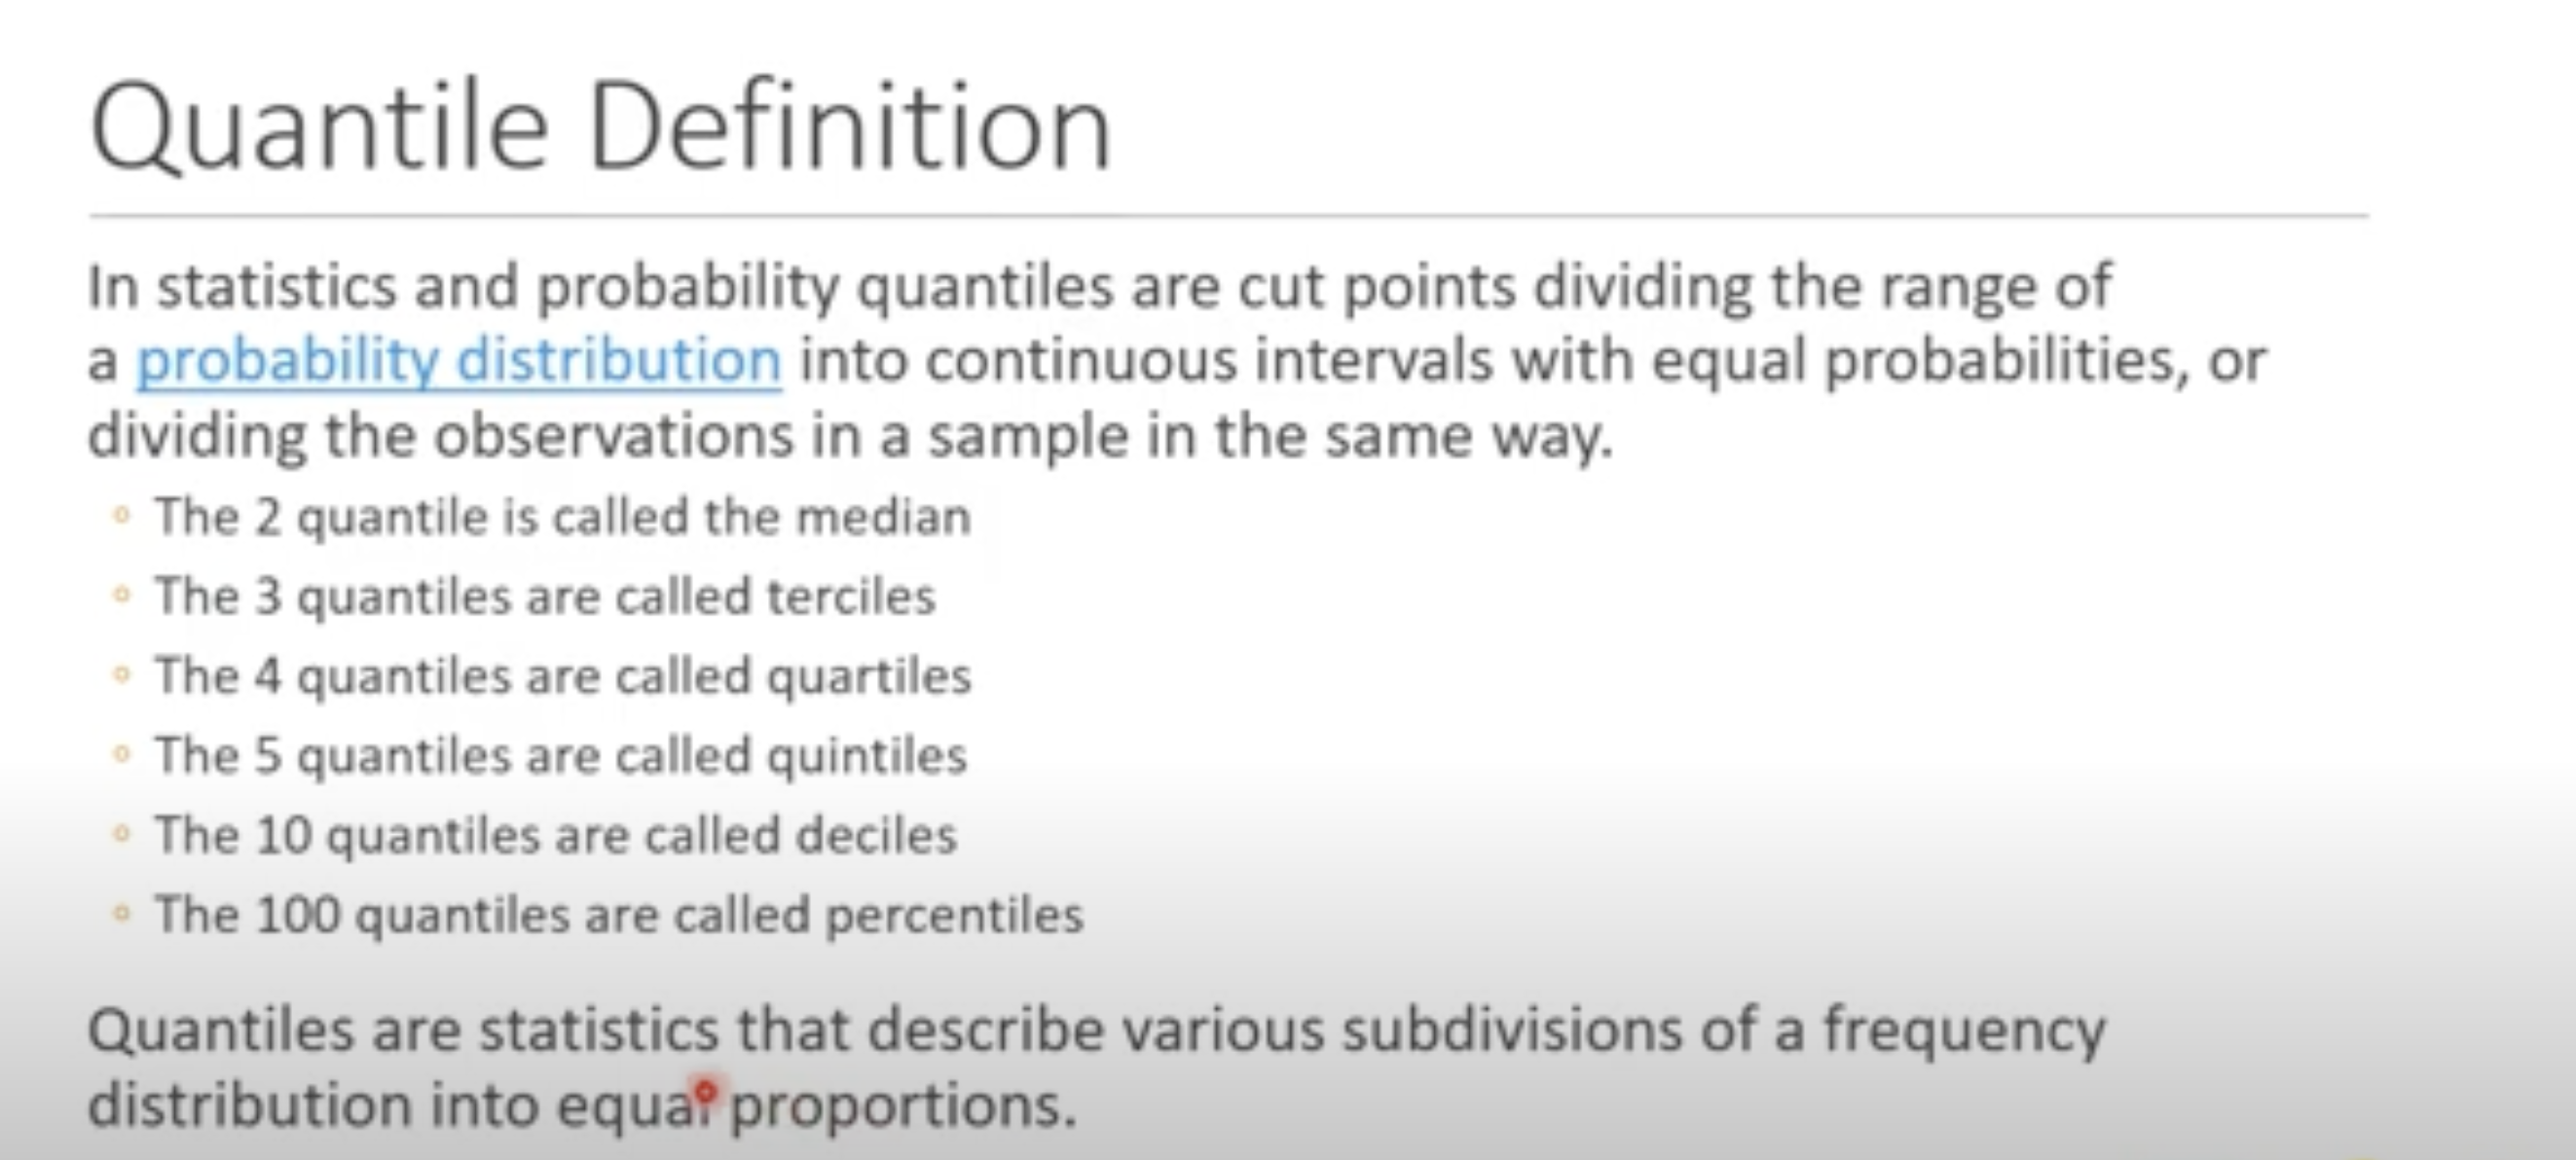 Quantile Definition
In statistics and probability quantiles are cut points dividing the range of
a probability distribution into continuous intervals with equal probabilities, or
dividing the observations in a sample in the same way.
The 2 quantile is called the median
The 3 quantiles are called terciles
The 4 quantiles are called quartiles
The 5 quantiles are called quintiles
The 10 quantiles are called deciles
The 100 quantiles are called percentiles
Quantiles are statistics that describe various subdivisions of a frequency
distribution into equal proportions.